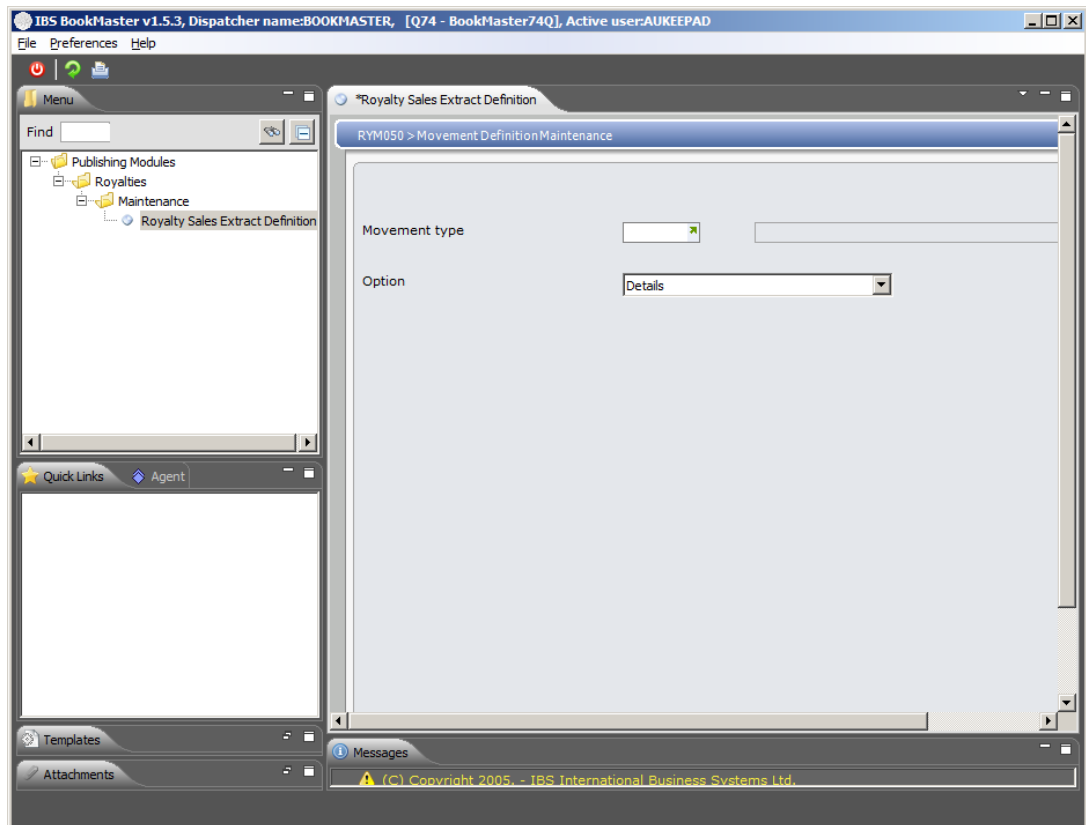 IBS BookMaster v1.5.3, Dispatcher name:BOOKMASTER, [Q74 - BookMaster74Q], Active user:AUKEEPAD
File Preferences Help
Menu
Find
Publishing Modules
Royalties
Maintenance
Royalty Sales Extract Definition
Quick Links Agent
Templates
Attachments
*Royalty Sales Extract Definition
RYM050 > Movement Definition Maintenance
Movement type
Option Details
Messages
(C) Copyright 2005. - IBS International Business Systems Ltd.